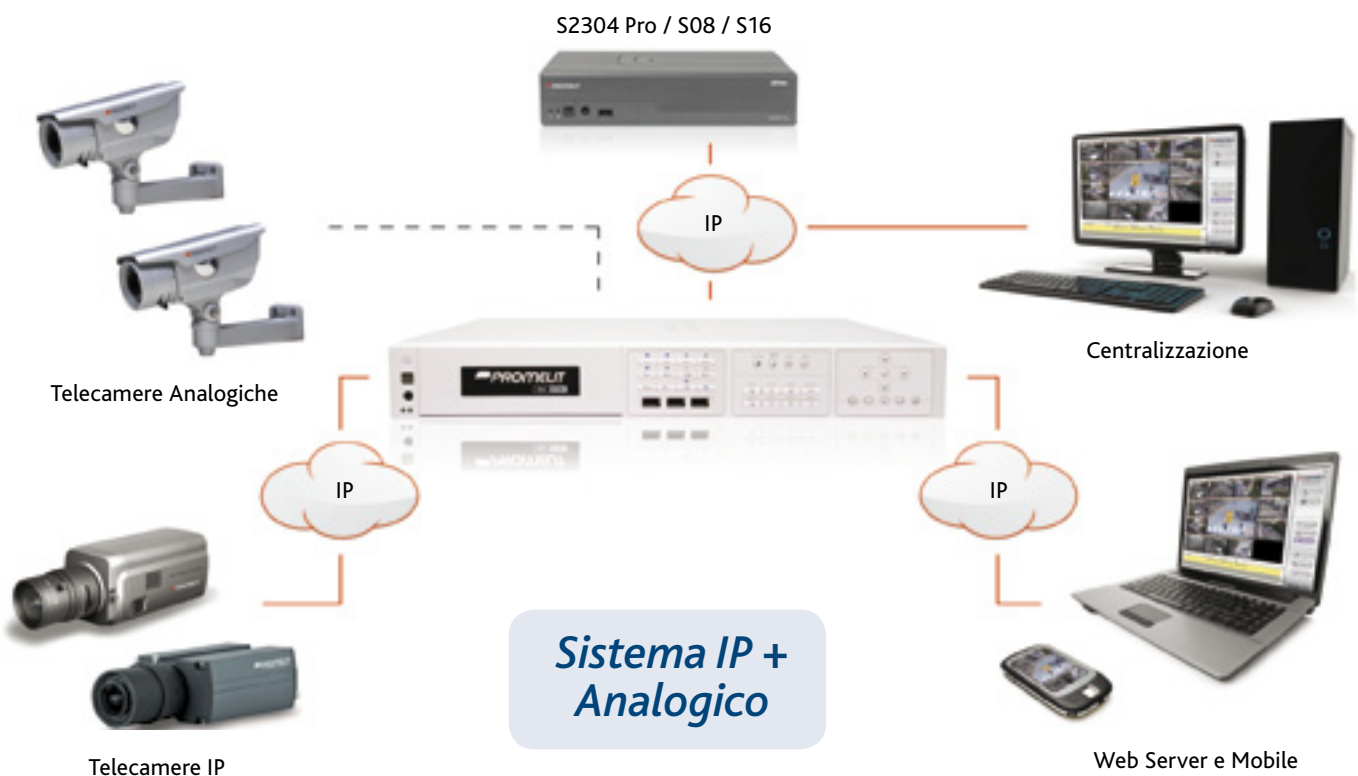 S2304 Pro / S08 / S16
IP
Centralizzazione
Telecamere Analogiche
PROMELIT
IP
IP
Sistema IP +
Analogico
Telecamere IP
Web Server e Mobile